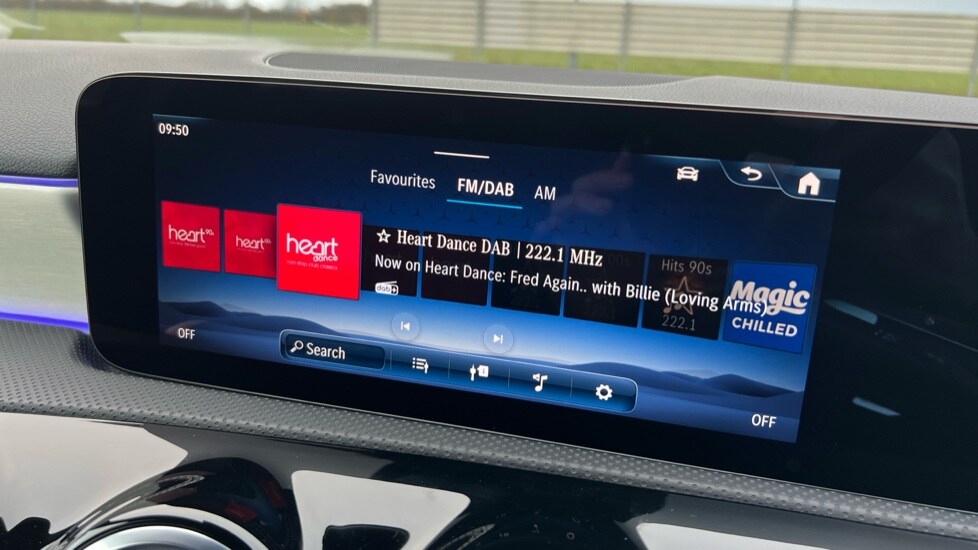 09:50
Favourites FM/DAB AM
heart 90s
heart
heart
dance
☆ Heart Dance DAB | 222.1 MHz
Now on Heart Dance: Fred Again.. with Billie (Loving Arms)
dab+
Hits 90s
222.1
Magic
CHILLED
OFF
Search
OFF